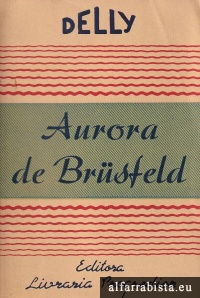 DELLY
Aurora
de Brüsfeld
Editora
Livraria
alfarrabista.eu